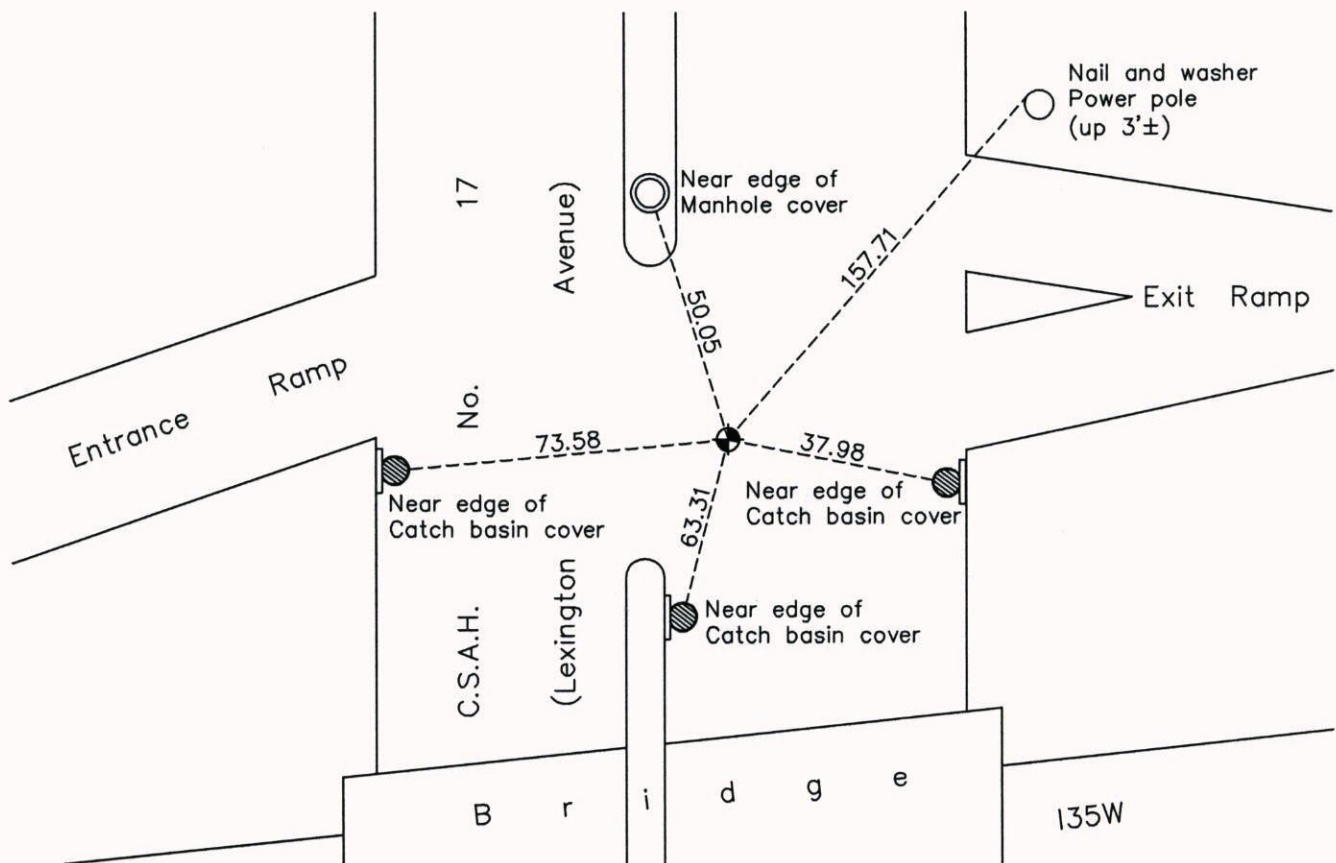 Nail and washer
Power pole
(up 3'±)
Near edge of
Manhole cover
157.71
50.05
Exit Ramp
Entrance Ramp
C.S.A.H. No. 17
(Lexington Avenue)
73.58
37.98
63.31
Near edge of
Catch basin cover
Near edge of
Catch basin cover
Near edge of
Catch basin cover
Bridge
I35W